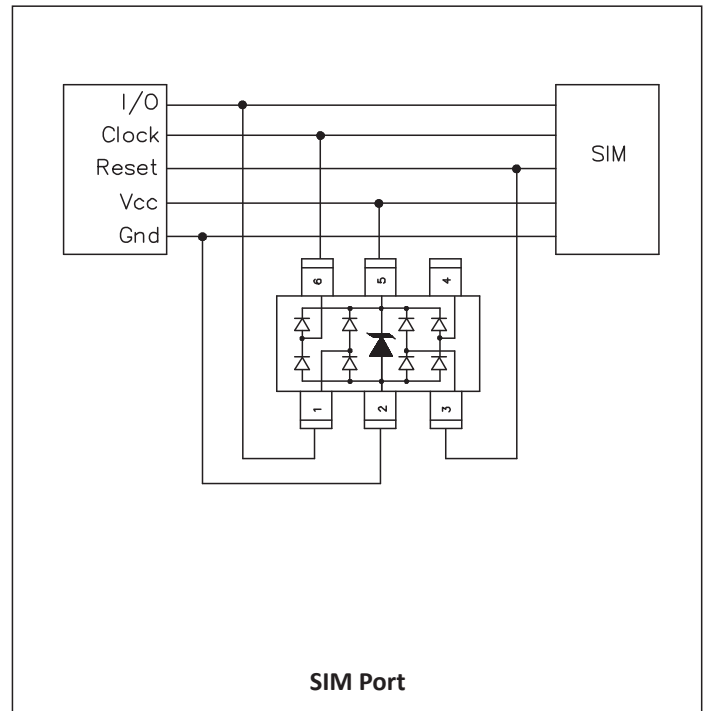 I/O
Clock
Reset
Vcc
Gnd
SIM
6 5 4
1 2 3
SIM Port